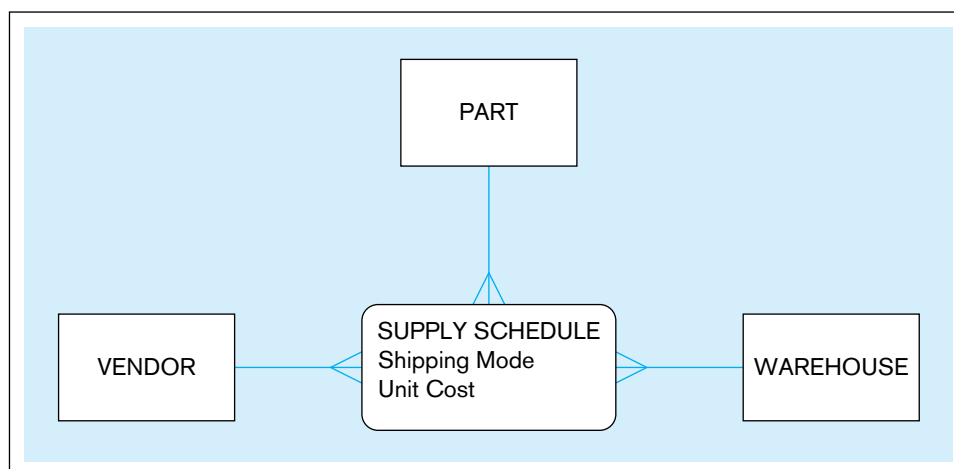 PART
VENDOR
SUPPLY SCHEDULE
Shipping Mode
Unit Cost
WAREHOUSE